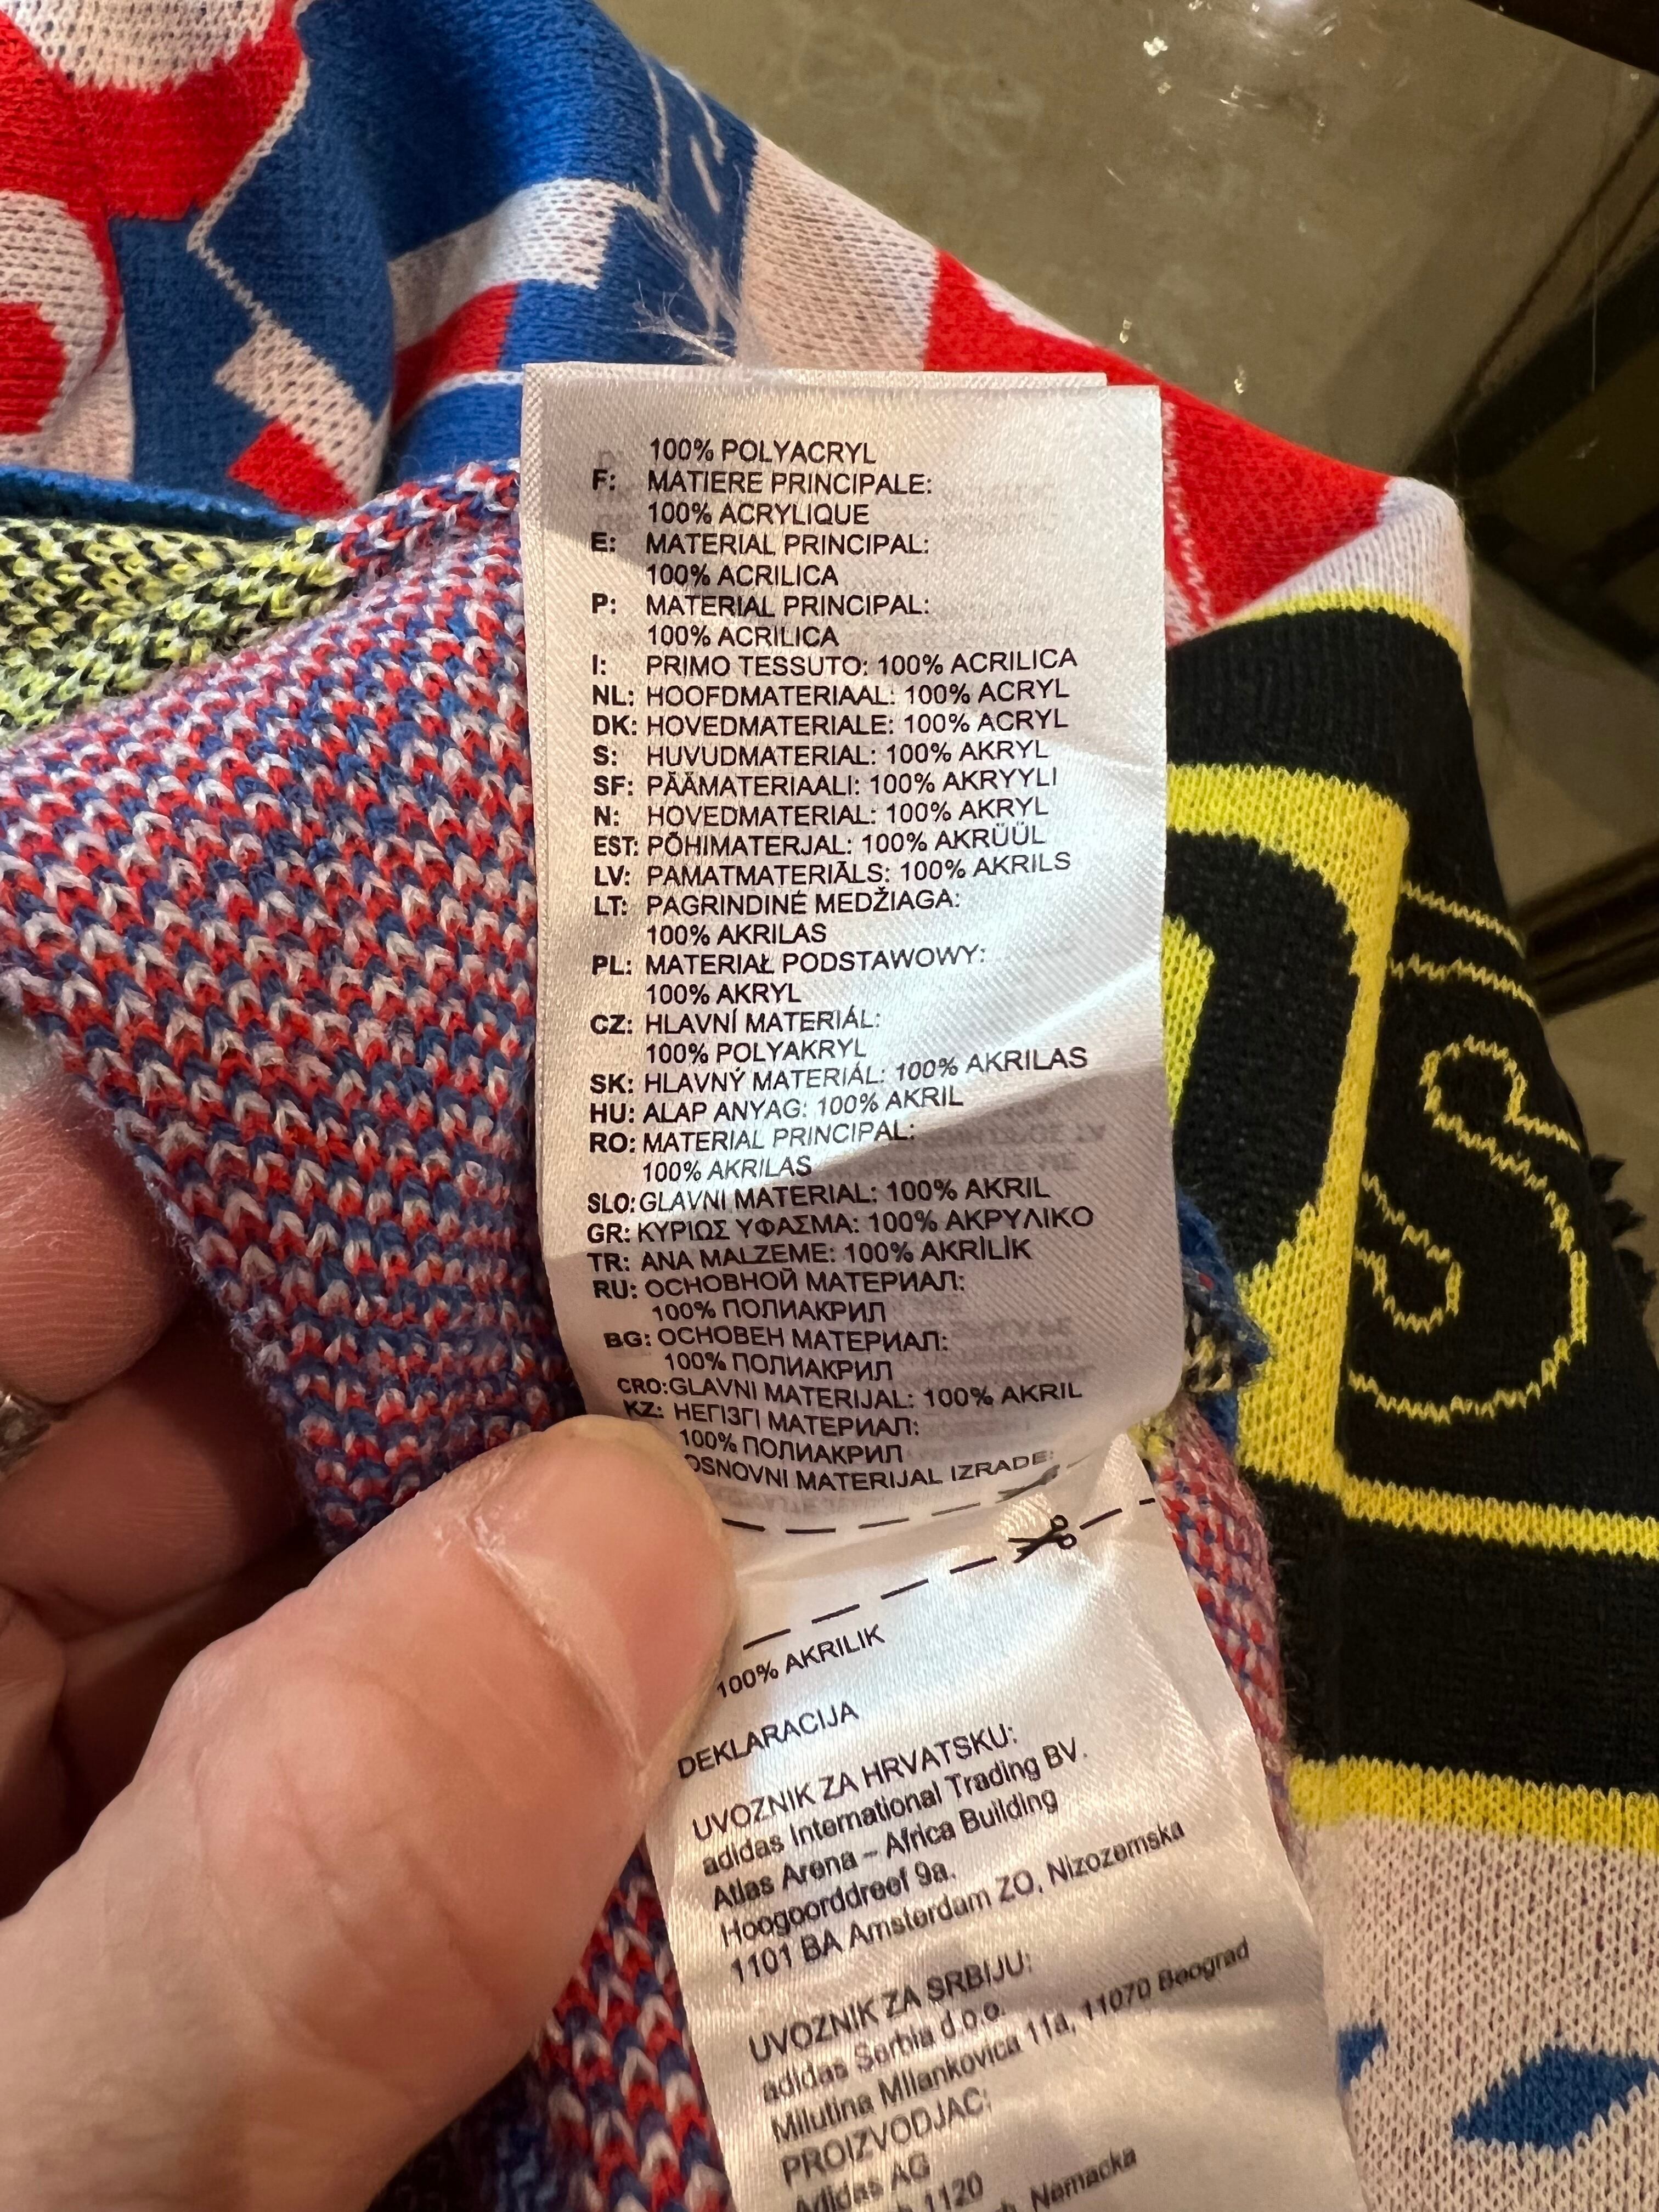 100% POLYACRYL
F: MATIERE PRINCIPALE:
100% ACRYLIQUE
E: MATERIAL PRINCIPAL:
100% ACRILICA
P: MATERIAL PRINCIPAL:
100% ACRILICA
I: PRIMO TESSUTO: 100% ACRILICA
NL: HOOFDMATERIAAL: 100% ACRYL
DK: HOVEDMATERIALE: 100% ACRYL
S: HUVUDMATERIAL: 100% AKRYL
SF: PÄÄMATERIAALI: 100% AKRYYLI
N: HOVEDMATERIAL: 100% AKRYL
EST: PÕHIMATERJAL: 100% AKRÜÜL
LV: PAMATMATERIĀLS: 100% AKRILS
LT: PAGRINDINĖ MEDŽIAGA:
100% AKRILAS
PL: MATERIAŁ PODSTAWOWY:
100% AKRYL
CZ: HLAVNÍ MATERIÁL:
100% POLYAKRYL
SK: HLAVNÝ MATERIÁL: 100% AKRILAS
HU: ALAP ANYAG: 100% AKRIL
RO: MATERIAL PRINCIPAL:
100% AKRILAS
SLO: GLAVNI MATERIAL: 100% AKRIL
GR: ΚΥΡΙΩΣ ΥΦΑΣΜΑ: 100% ΑΚΡΥΛΙΚΟ
TR: ANA MALZEME: 100% AKRİLİK
RU: ОСНОВНОЙ МАТЕРИАЛ:
100% ПОЛИАКРИЛ
BG: ОСНОВЕН МАТЕРИАЛ:
100% ПОЛИАКРИЛ
CRO: GLAVNI MATERIJAL: 100% AKRIL
KZ: НЕГІЗГІ МАТЕРИАЛ:
100% ПОЛИАКРИЛ
OSNOVNI MATERIJAL IZRADE:
100% AKRILIK
DEKLARACIJA
UVOZNIK ZA HRVATSKU:
adidas International Trading BV.
Atlas Arena – Africa Building
Hoogoorddreef 9a.
1101 BA Amsterdam ZO, Nizozemska
UVOZNIK ZA SRBIJU:
adidas Serbia d.o.o.
Milutina Milankovica 11a, 11070 Beograd
PROIZVODJAC:
Adidas AG
1120
Nemacka
S